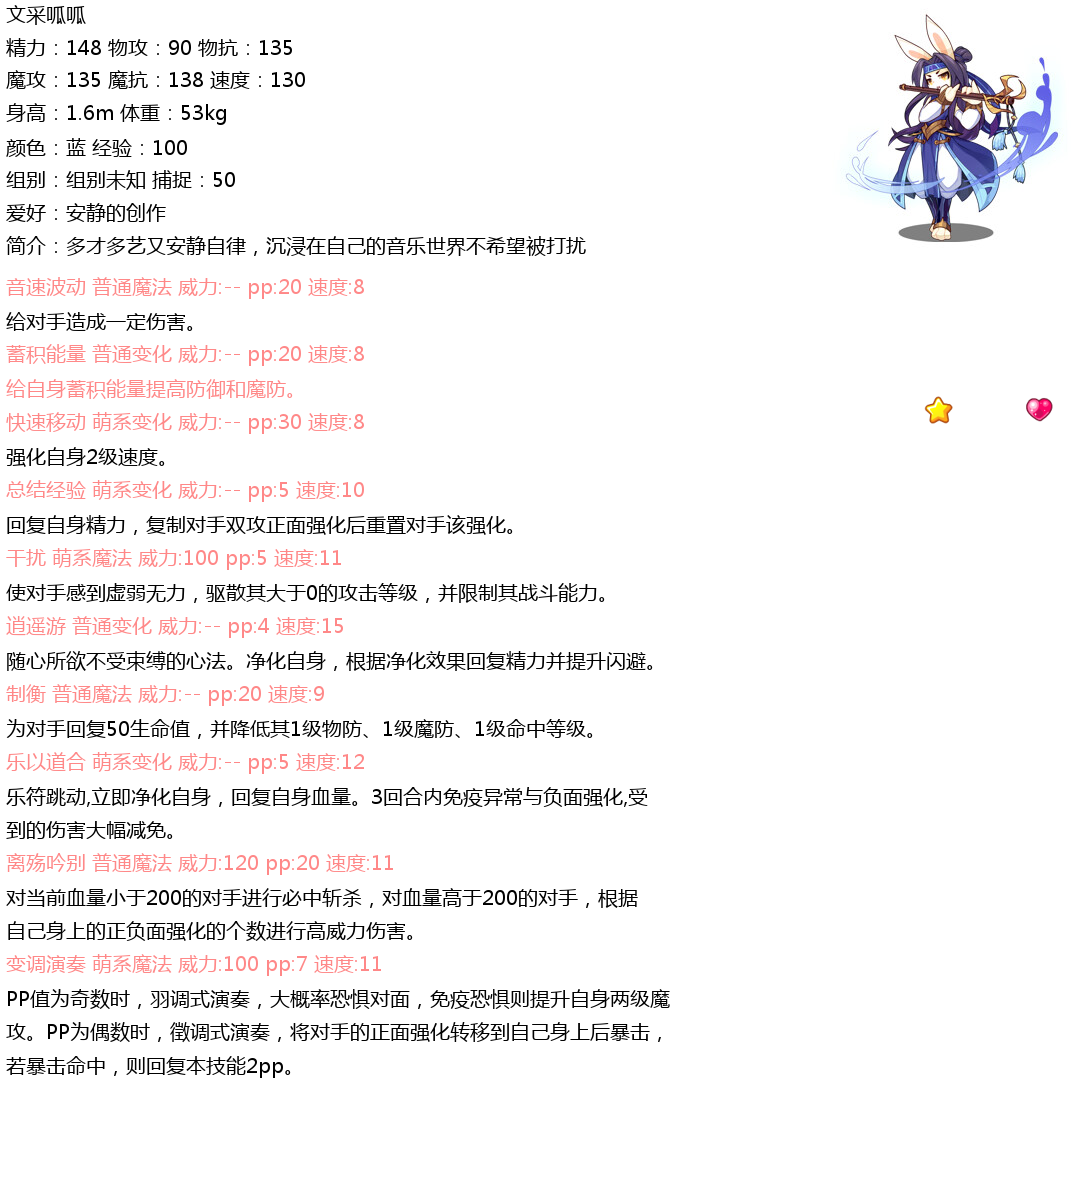 文采呱呱
精力：148 物攻：90 物抗：135
魔攻：135 魔抗：138 速度：130
身高：1.6m 体重：53kg
颜色：蓝 经验：100
组别：组别未知 捕捉：50
爱好：安静的创作
简介：多才多艺又安静自律，沉浸在自己的音乐世界不希望被打扰
音速波动 普通魔法 威力:-- pp:20 速度:8
给对手造成一定伤害。
蓄积能量 普通变化 威力:-- pp:20 速度:8
给自身蓄积能量提高防御和魔防。
快速移动 萌系变化 威力:-- pp:30 速度:8
强化自身2级速度。
总结经验 萌系变化 威力:-- pp:5 速度:10
回复自身精力，复制对手双攻正面强化后重置对手该强化。
干扰 萌系魔法 威力:100 pp:5 速度:11
使对手感到虚弱无力，驱散其大于0的攻击等级，并限制其战斗能力。
逍遥游 普通变化 威力:-- pp:4 速度:15
随心所欲不受束缚的心法。净化自身，根据净化效果回复精力并提升闪避。
制衡 普通魔法 威力:-- pp:20 速度:9
为对手回复50生命值，并降低其1级物防、1级魔防、1级命中等级。
乐以道合 萌系变化 威力:-- pp:5 速度:12
乐符跳动,立即净化自身，回复自身血量。3回合内免疫异常与负面强化,受
到的伤害大幅减免。
离殇吟别 普通魔法 威力:120 pp:20 速度:11
对当前血量小于200的对手进行必中斩杀，对血量高于200的对手，根据
自己身上的正负面强化的个数进行高威力伤害。
变调演奏 萌系魔法 威力:100 pp:7 速度:11
PP值为奇数时，羽调式演奏，大概率恐惧对面，免疫恐惧则提升自身两级魔
攻。PP为偶数时，徵调式演奏，将对手的正面强化转移到自己身上后暴击，
若暴击命中，则回复本技能2pp。